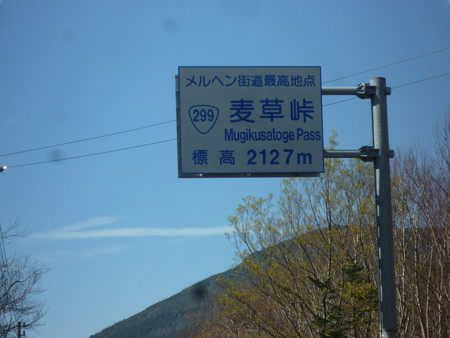 メルヘン街道最高地点
299 麦草峠
Mugikusatoge Pass
標高 2127m